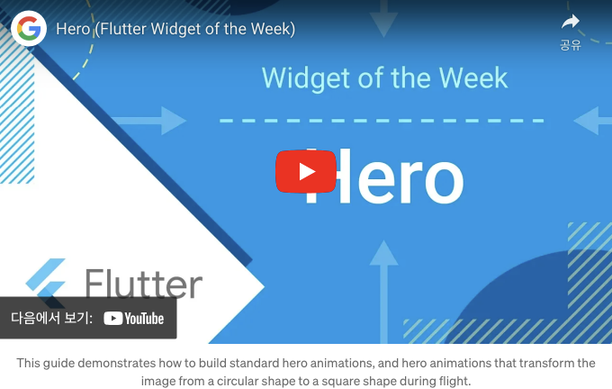 Hero (Flutter Widget of the Week)
공유
Widget of the Week
Hero
Flutter
다음에서 보기: YouTube
This guide demonstrates how to build standard hero animations, and hero animations that transform the
image from a circular shape to a square shape during flight.